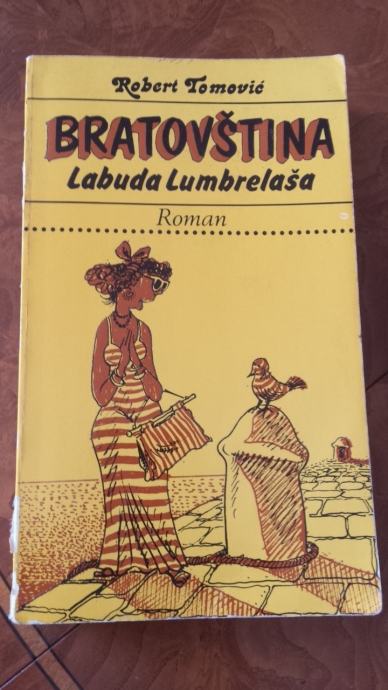 Robert Tomović
BRATOVŠTINA
Labuda Lumbrelaša
Roman